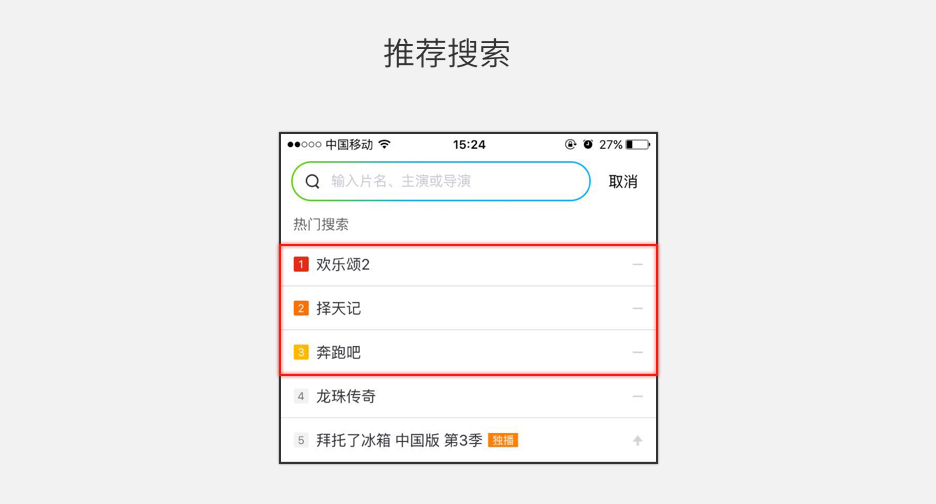 推荐搜索
中国移动 15:24 27%
输入片名、主演或导演 取消
热门搜索
1 欢乐颂2
2 择天记
3 奔跑吧
4 龙珠传奇
5 拜托了冰箱 中国版 第3季 独播